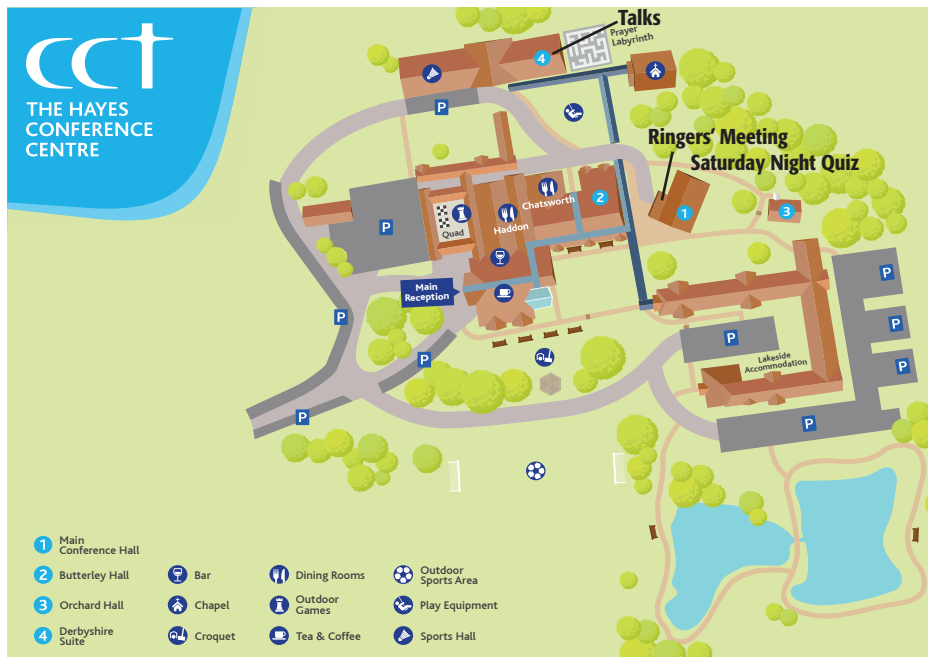 cct
THE HAYES
CONFERENCE
CENTRE
Talks
Prayer
Labyrinth
4
P
Ringers' Meeting
Saturday Night Quiz
Chatsworth
2
1
3
Quad
Haddon
P
Main
Reception
P
P
P
P
P
P
P
Lakeside
Accommodation
P
P
1 Main
Conference Hall
2 Butterley Hall
Bar
Dining Rooms
Outdoor
Sports Area
3 Orchard Hall
Chapel
Outdoor
Games
Play Equipment
4 Derbyshire
Suite
Croquet
Tea & Coffee
Sports Hall